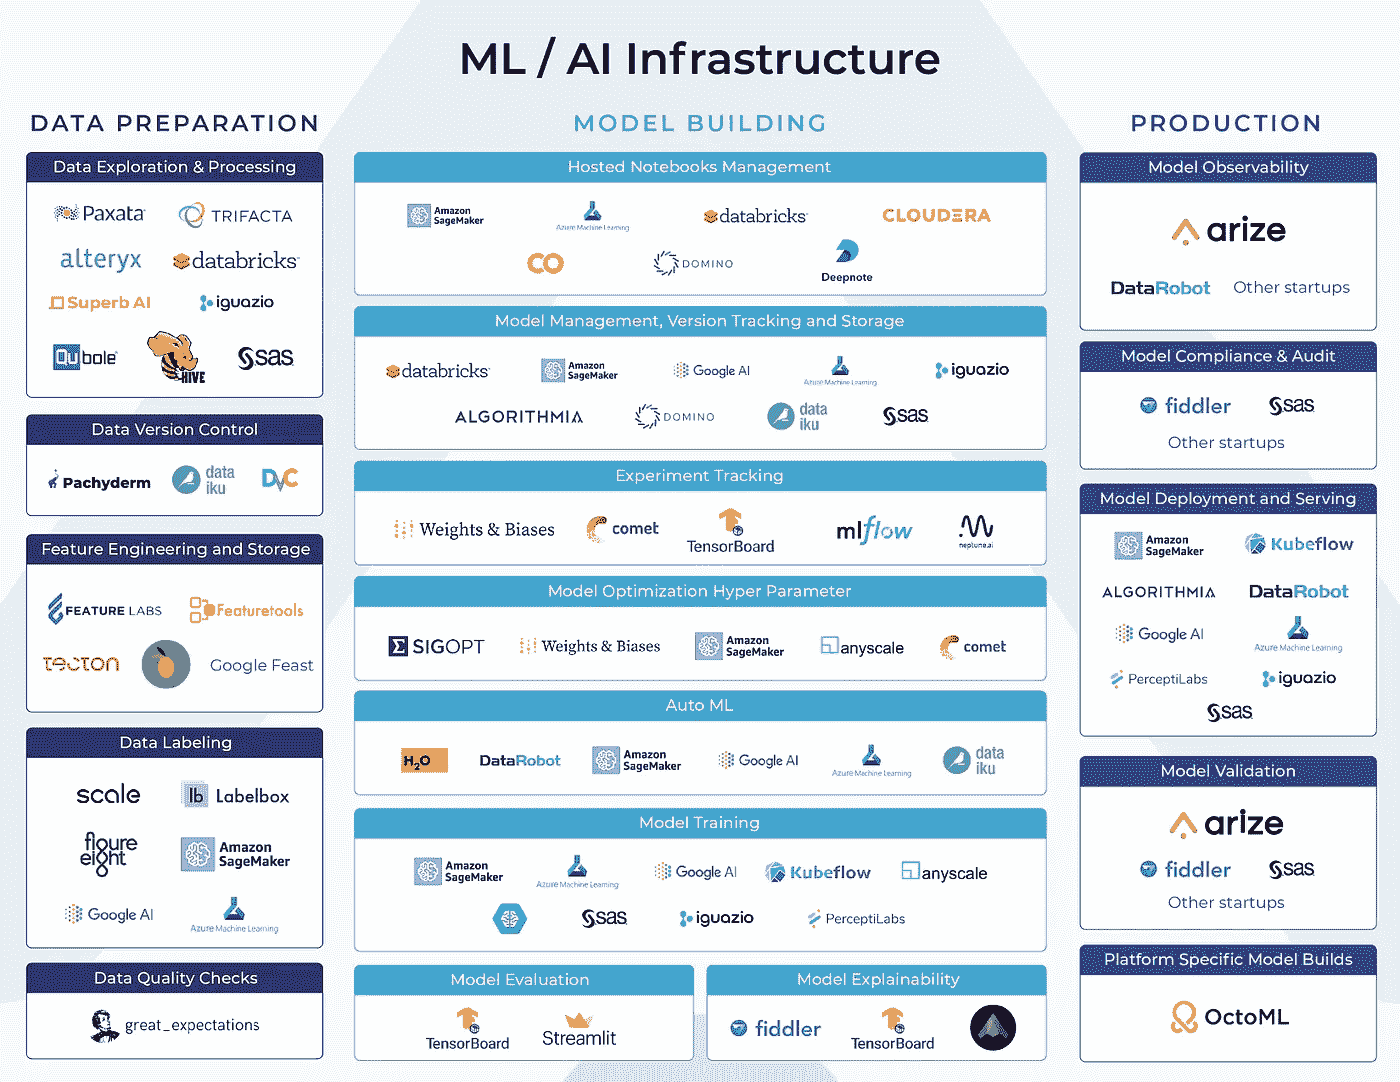 ML / AI Infrastructure
DATA PREPARATION
Data Exploration & Processing
Paxata
TRIFACTA
alteryx
databricks
Superb AI
iguazio
Qubole
HIVE
sas
Data Version Control
Pachyderm
data
iku
DVC
Feature Engineering and Storage
FEATURE LABS
Featuretools
TECTON
Google Feast
Data Labeling
scale
lb Labelbox
figure
eight
Amazon
SageMaker
Google AI
Azure Machine Learning
Data Quality Checks
great_expectations
MODEL BUILDING
Hosted Notebooks Management
Amazon
SageMaker
Azure Machine Learning
databricks
CLOUDERA
CO
DOMINO
Deepnote
Model Management, Version Tracking and Storage
databricks
Amazon
SageMaker
Google AI
Azure Machine Learning
iguazio
ALGORITHMIA
DOMINO
data
iku
sas
Experiment Tracking
Weights & Biases
comet
TensorBoard
mlflow
neptune.ai
Model Optimization Hyper Parameter
SIGOPT
Weights & Biases
Amazon
SageMaker
anyscale
comet
Auto ML
H2O
DataRobot
Amazon
SageMaker
Google AI
Azure Machine Learning
data
iku
Model Training
Amazon
SageMaker
Azure Machine Learning
Google AI
Kubeflow
anyscale
sas
iguazio
PerceptiLabs
Model Evaluation
TensorBoard
Streamlit
Model Explainability
fiddler
TensorBoard
PRODUCTION
Model Observability
arize
DataRobot
Other startups
Model Compliance & Audit
fiddler
sas
Other startups
Model Deployment and Serving
Amazon
SageMaker
Kubeflow
ALGORITHMIA
DataRobot
Google AI
Azure Machine Learning
PerceptiLabs
iguazio
sas
Model Validation
arize
fiddler
sas
Other startups
Platform Specific Model Builds
OctoML